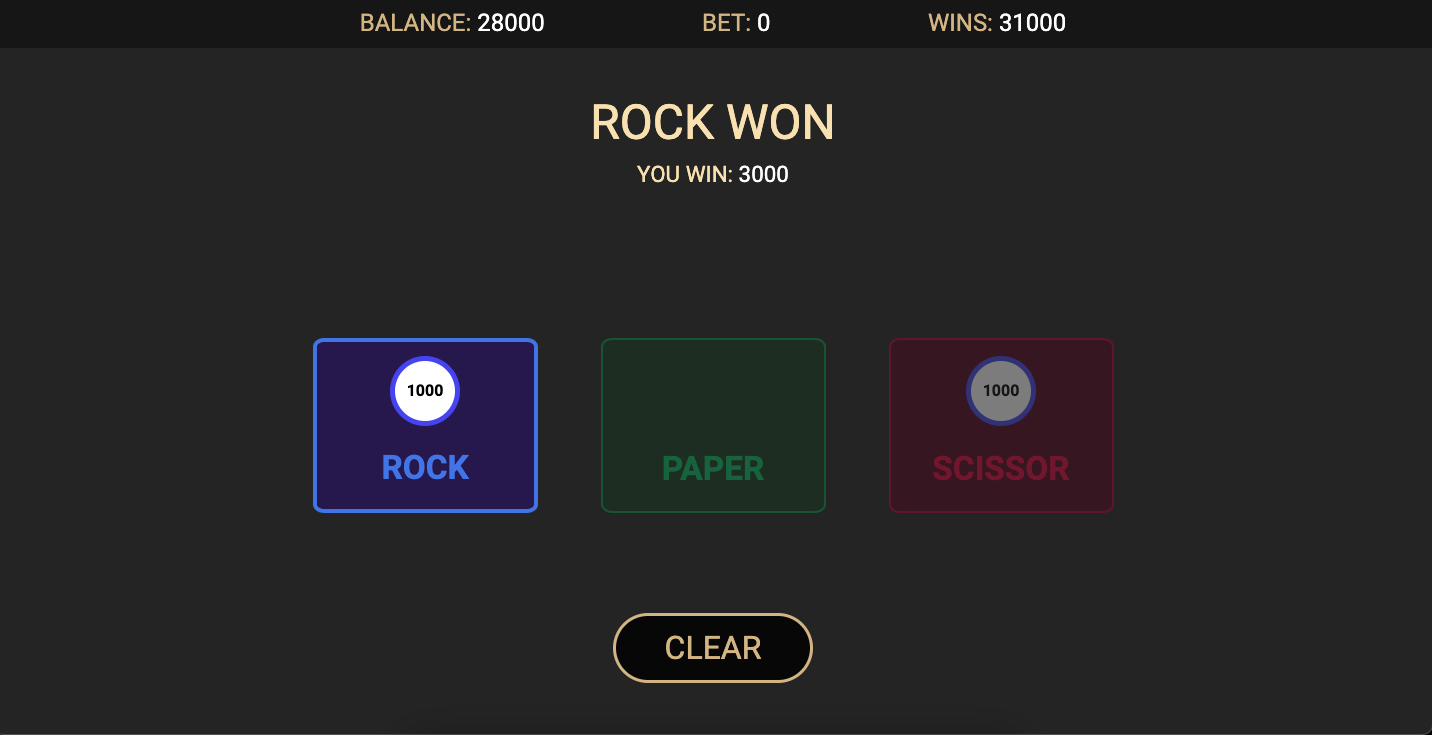 BALANCE: 28000 BET: 0 WINS: 31000
ROCK WON
YOU WIN: 3000
1000 1000
ROCK PAPER SCISSOR
CLEAR